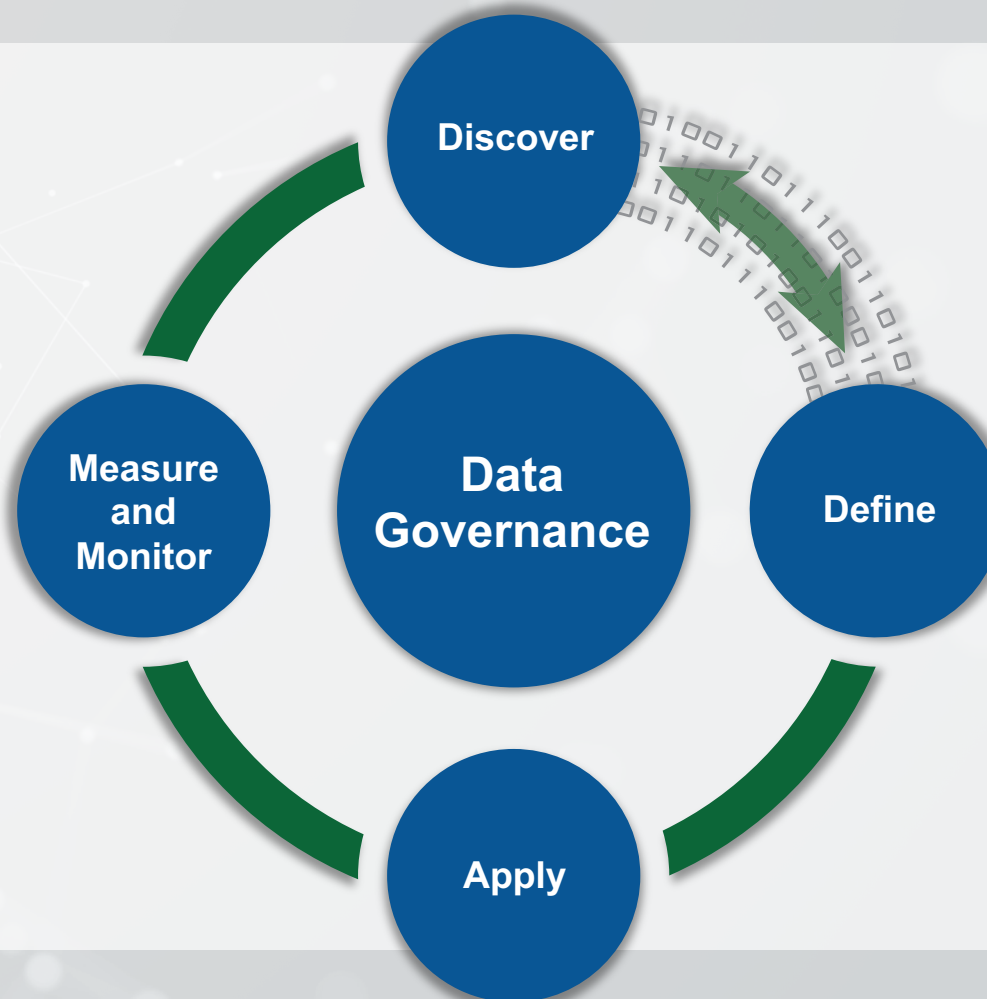 Discover
Data
Governance
Define
Apply
Measure
and
Monitor